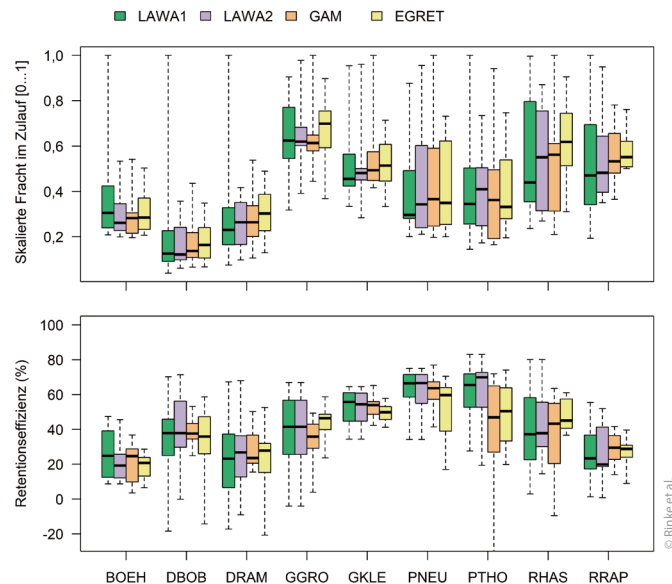 LAWA1 LAWA2 GAM EGRET
Skalierte Fracht im Zulauf [0...1]
1,0
0,8
0,6
0,4
0,2
Retentionseffizienz (%)
100
80
60
40
20
0
-20
BOEH DBOB DRAM GGRO GKLE PNEU PTHO RHAS RRAP
© Rinke et al.